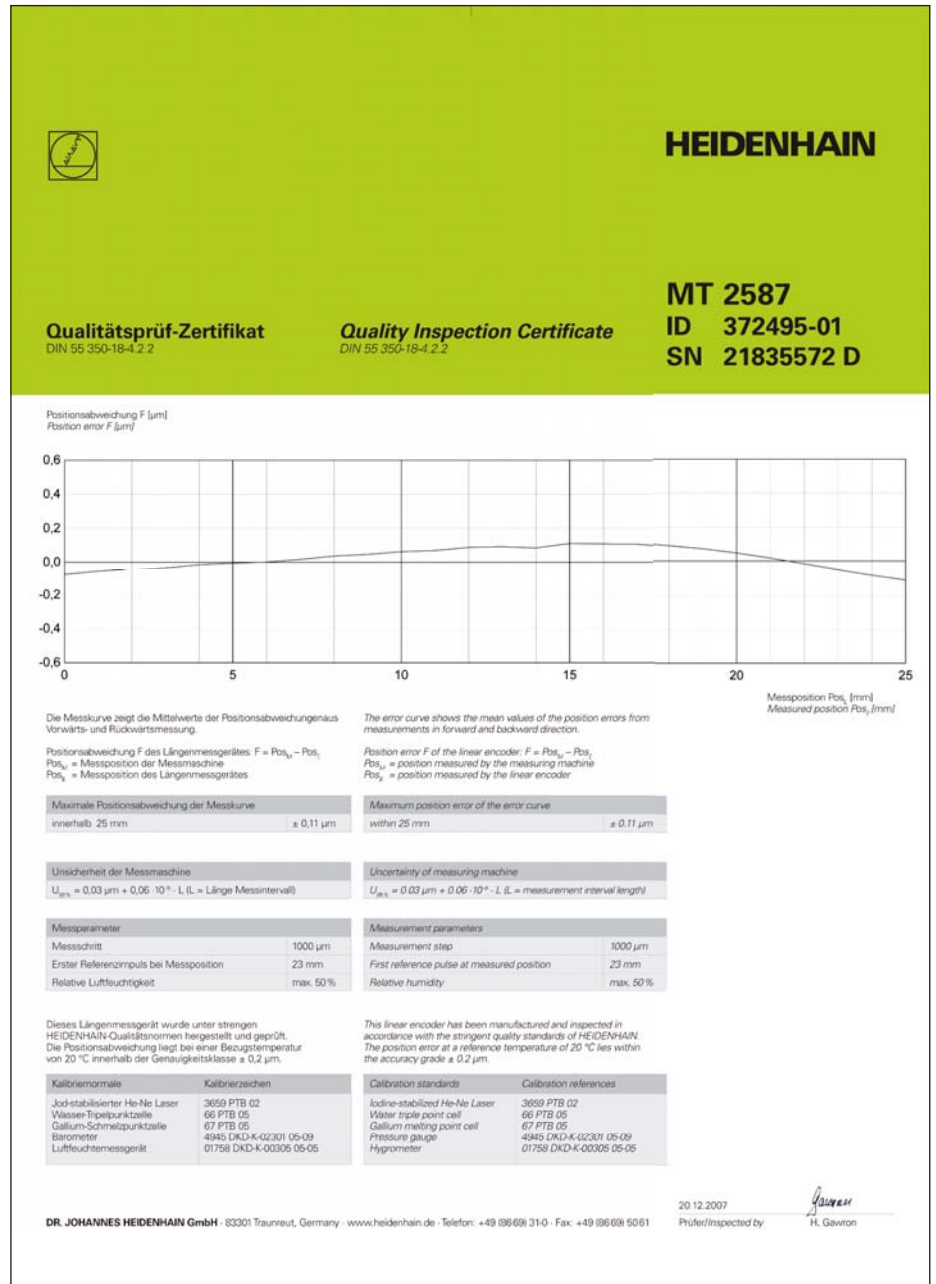 HEIDENHAIN
MT 2587
ID 372495-01
SN 21835572 D
Qualitätsprüf-Zertifikat
DIN 55 350-18-4.2.2
Quality Inspection Certificate
DIN 55 350-18-4.2.2
Positionsabweichung F [µm]
Position error F [µm]
0,6
0,4
0,2
0,0
-0,2
-0,4
-0,6
0 5 10 15 20 25
Messposition Pos [mm]
Measured position Pos [mm]
Die Messkurve zeigt die Mittelwerte der Positionsabweichungenaus
Vorwärts- und Rückwärtsmessung.
Positionsabweichung F des Längenmessgerätes: F = PosM – Pos
PosM = Messposition der Messmaschine
Pos = Messposition des Längenmessgerätes
The error curve shows the mean values of the position errors from
measurements in forward and backward direction.
Position error F of the linear encoder: F = PosM – Pos
PosM = position measured by the measuring machine
Pos = position measured by the linear encoder
Maximale Positionsabweichung der Messkurve
innerhalb 25 mm ± 0,11 µm
Maximum position error of the error curve
within 25 mm ± 0.11 µm
Unsicherheit der Messmaschine
U95% = 0,03 µm + 0,06 ·10⁻⁶ · L (L = Länge Messintervall)
Uncertainty of measuring machine
U95% = 0.03 µm + 0.06 ·10⁻⁶ · L (L = measurement interval length)
Messparameter
Messschritt 1000 µm
Erster Referenzimpuls bei Messposition 23 mm
Relative Luftfeuchtigkeit max. 50 %
Measurement parameters
Measurement step 1000 µm
First reference pulse at measured position 23 mm
Relative humidity max. 50 %
Dieses Längenmessgerät wurde unter strengen
HEIDENHAIN-Qualitätsnormen hergestellt und geprüft.
Die Positionsabweichung liegt bei einer Bezugstemperatur
von 20 °C innerhalb der Genauigkeitsklasse ± 0,2 µm.
This linear encoder has been manufactured and inspected in
accordance with the stringent quality standards of HEIDENHAIN.
The position error at a reference temperature of 20 °C lies within
the accuracy grade ± 0.2 µm.
Kalibriernormale Kalibrierzeichen
Jod-stabilisierter He-Ne Laser 3659 PTB 02
Wasser-Tripelpunktzelle 66 PTB 05
Gallium-Schmelzpunktzelle 67 PTB 05
Barometer 4945 DKD-K-02301 05-09
Luftfeuchtemessgerät 01758 DKD-K-00305 05-05
Calibration standards Calibration references
Iodine-stabilized He-Ne Laser 3659 PTB 02
Water triple point cell 66 PTB 05
Gallium melting point cell 67 PTB 05
Pressure gauge 4945 DKD-K-02301 05-09
Hygrometer 01758 DKD-K-00305 05-05
DR. JOHANNES HEIDENHAIN GmbH · 83301 Traunreut, Germany · www.heidenhain.de · Telefon: +49 (8669) 31-0 · Fax: +49 (8669) 5061
20.12.2007
Prüfer/Inspected by
Gawron
H. Gawron